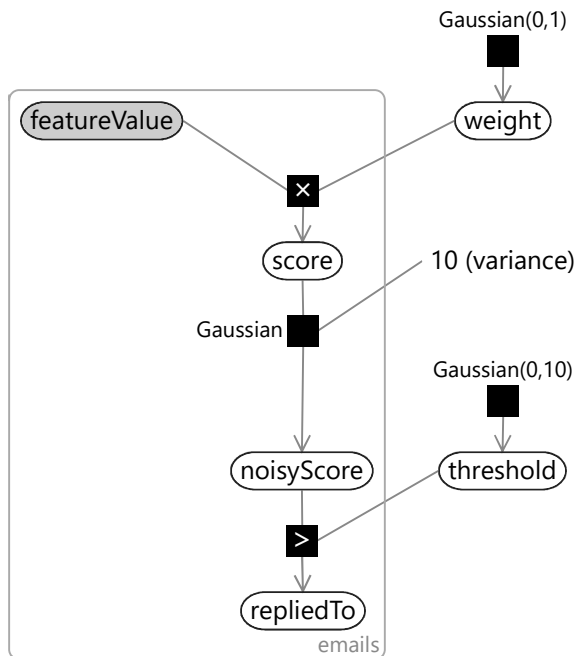 Gaussian(0,1)
featureValue
weight
×
score
10 (variance)
Gaussian
Gaussian(0,10)
noisyScore
threshold
>
repliedTo
emails